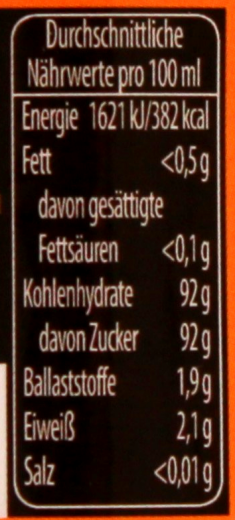 Durchschnittliche
Nährwerte pro 100 ml
Energie 1621 kJ/382 kcal
Fett <0,5 g
davon gesättigte
Fettsäuren <0,1 g
Kohlenhydrate 92 g
davon Zucker 92 g
Ballaststoffe 1,9 g
Eiweiß 2,1 g
Salz <0,01 g